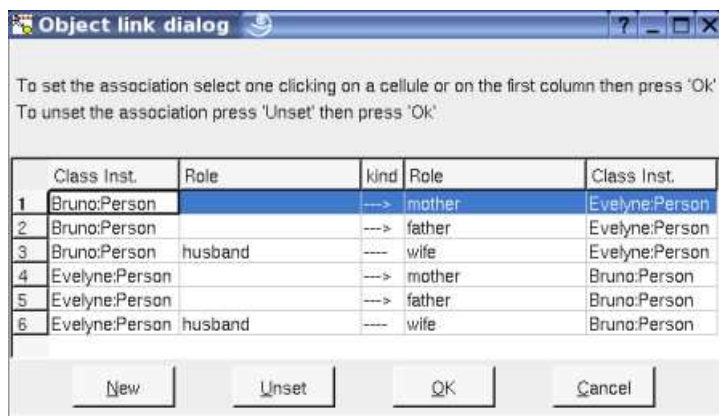 Object link dialog
To set the association select one clicking on a cellule or on the first column then press 'Ok'
To unset the association press 'Unset' then press 'Ok'
Class Inst. Role kind Role Class Inst.
1 Bruno:Person ---> mother Evelyne:Person
2 Bruno:Person ---> father Evelyne:Person
3 Bruno:Person husband ---- wife Evelyne:Person
4 Evelyne:Person ---> mother Bruno:Person
5 Evelyne:Person ---> father Bruno:Person
6 Evelyne:Person husband ---- wife Bruno:Person
New Unset OK Cancel